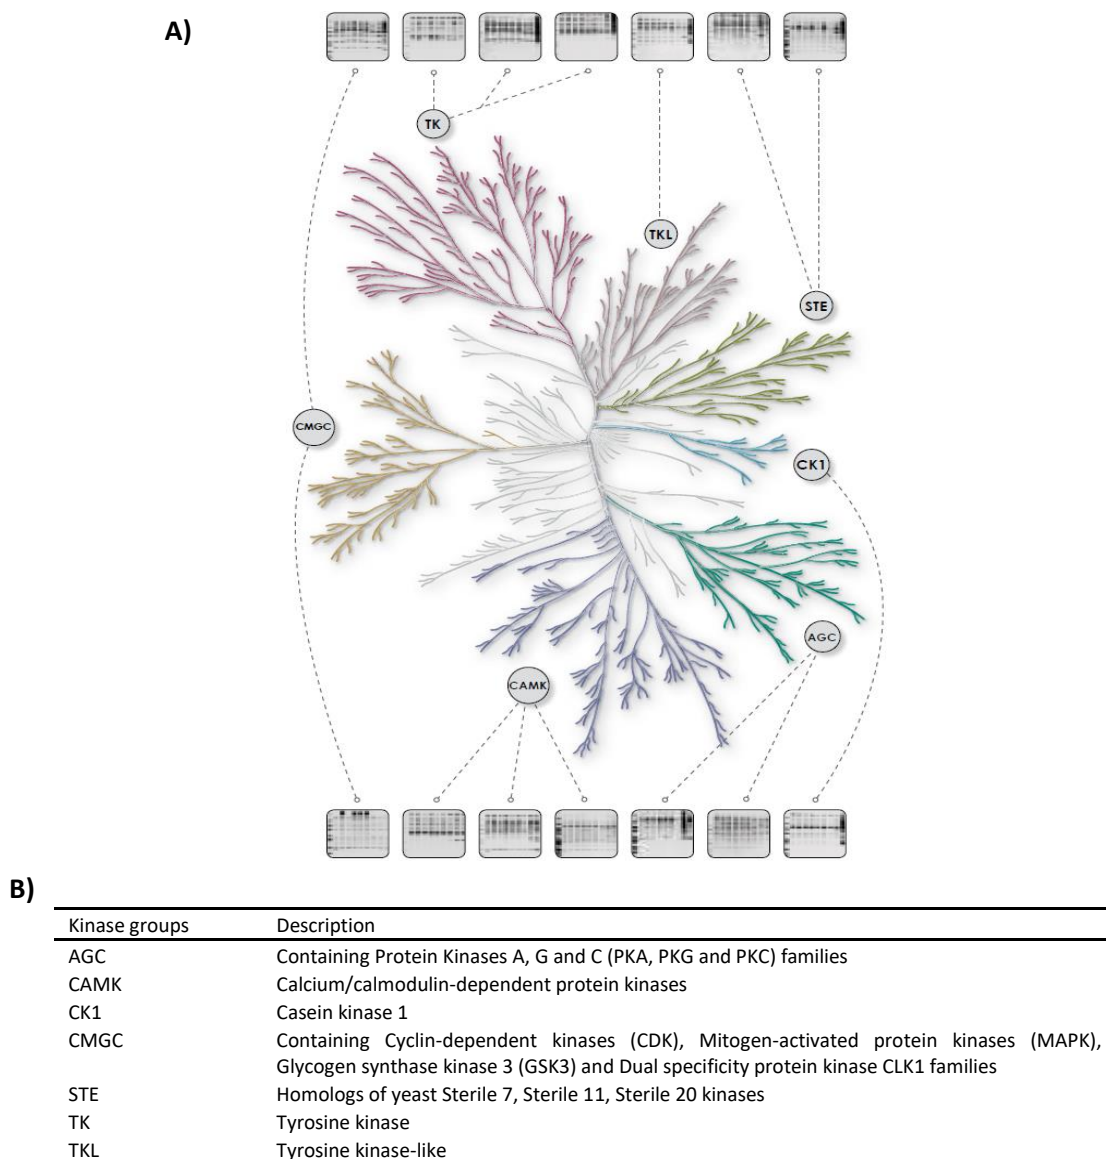 A)
TK
TKL
STE
CMGC
CK1
AGC
CAMK
B)
Kinase groups Description
AGC Containing Protein Kinases A, G and C (PKA, PKG and PKC) families
CAMK Calcium/calmodulin-dependent protein kinases
CK1 Casein kinase 1
CMGC Containing Cyclin-dependent kinases (CDK), Mitogen-activated protein kinases (MAPK),
Glycogen synthase kinase 3 (GSK3) and Dual specificity protein kinase CLK1 families
STE Homologs of yeast Sterile 7, Sterile 11, Sterile 20 kinases
TK Tyrosine kinase
TKL Tyrosine kinase-like